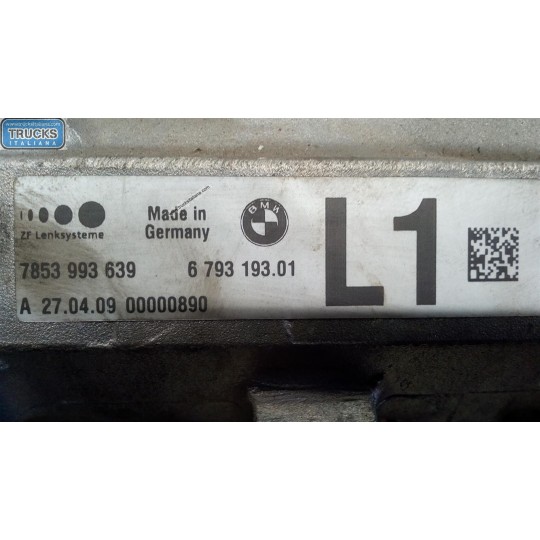 TRUCKS
ITALIANA
ZF Lenksysteme
Made in
Germany
BMW
L1
7853 993 639
6 793 193.01
A 27.04.09 00000890